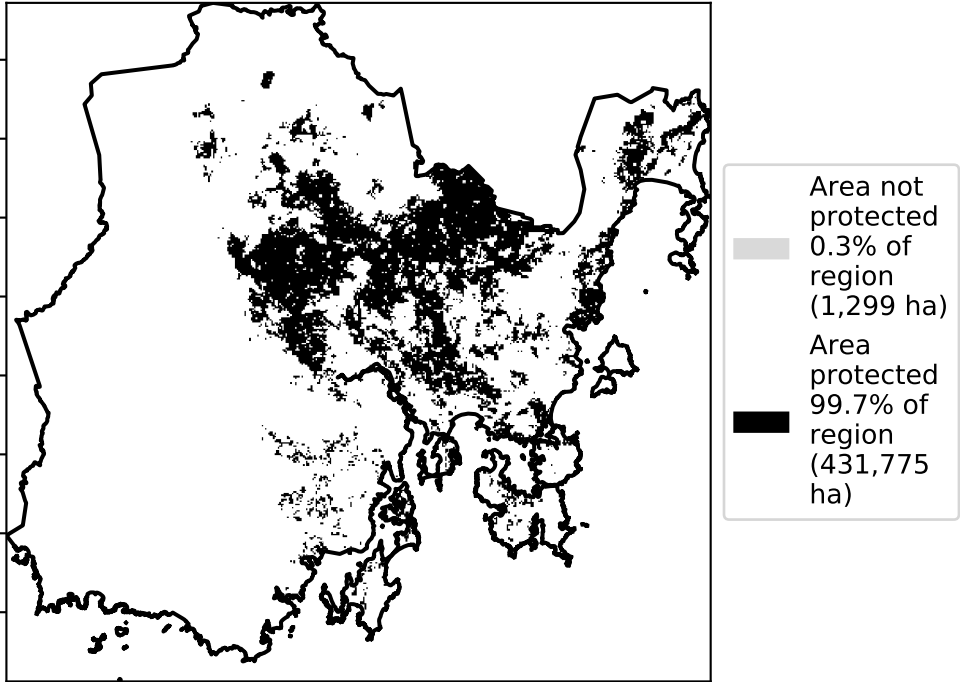 Area not
protected
0.3% of
region
(1,299 ha)
Area
protected
99.7% of
region
(431,775
ha)